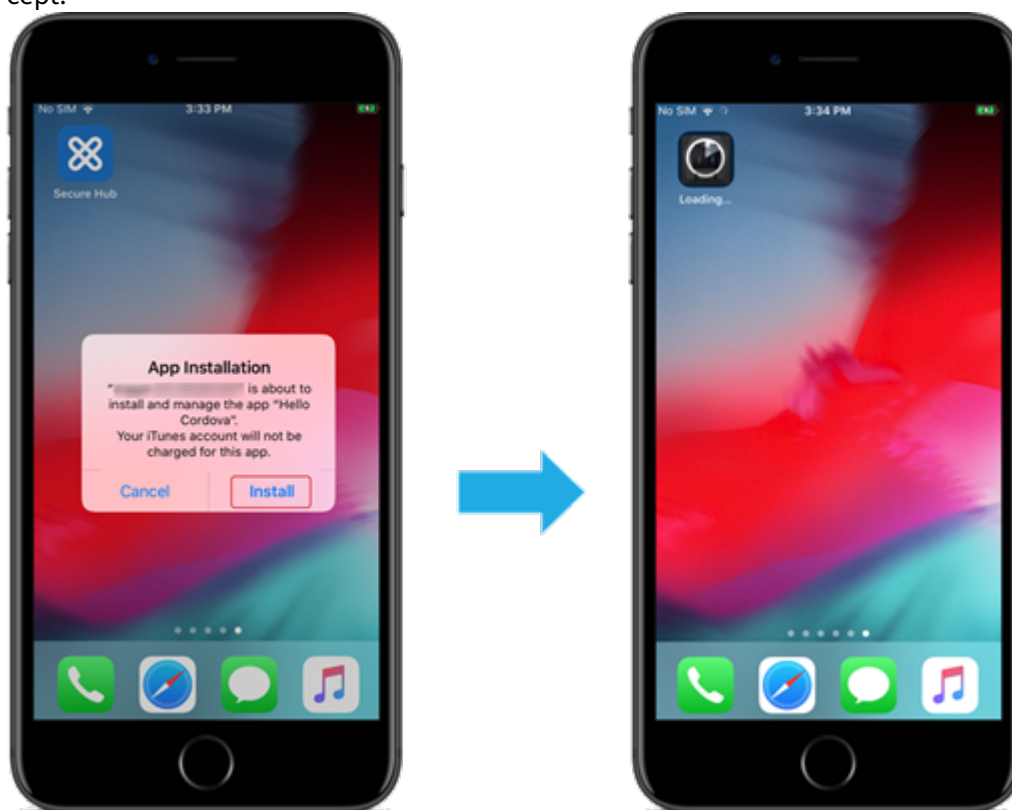 cept.
No SIM
3:33 PM
Secure Hub
App Installation
" is about to
install and manage the app "Hello
Cordova".
Your iTunes account will not be
charged for this app.
Cancel
Install
No SIM
3:34 PM
Loading...